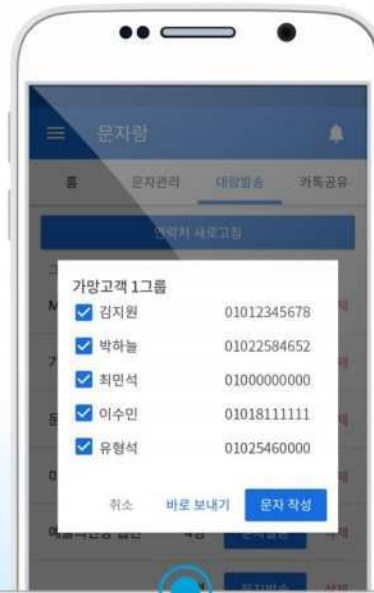 문자랑
홈 문자관리 대량발송 카톡공유
연락처 새로고침
가망고객 1그룹
김지원 01012345678
박하늘 01022584652
최민석 01000000000
이수민 01018111111
유형석 01025460000
취소 바로 보내기 문자 작성